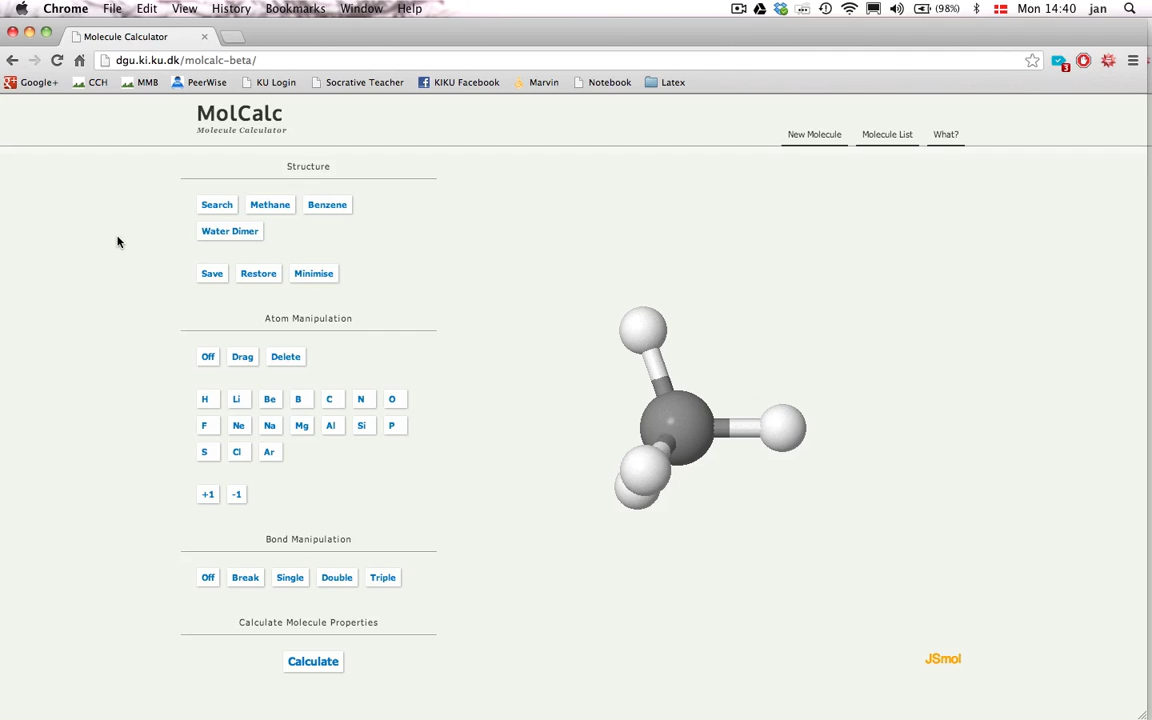 Chrome File Edit View History Bookmarks Window Help (98%) Mon 14:40 jan
Molecule Calculator
dgu.ki.ku.dk/molcalc-beta/
3
Google+ CCH MMB PeerWise KU Login Socrative Teacher KIKU Facebook Marvin Notebook Latex
MolCalc
Molecule Calculator
New Molecule Molecule List What?
Structure
Search Methane Benzene
Water Dimer
Save Restore Minimise
Atom Manipulation
Off Drag Delete
H Li Be B C N O
F Ne Na Mg Al Si P
S Cl Ar
+1 -1
Bond Manipulation
Off Break Single Double Triple
Calculate Molecule Properties
Calculate
JSmol